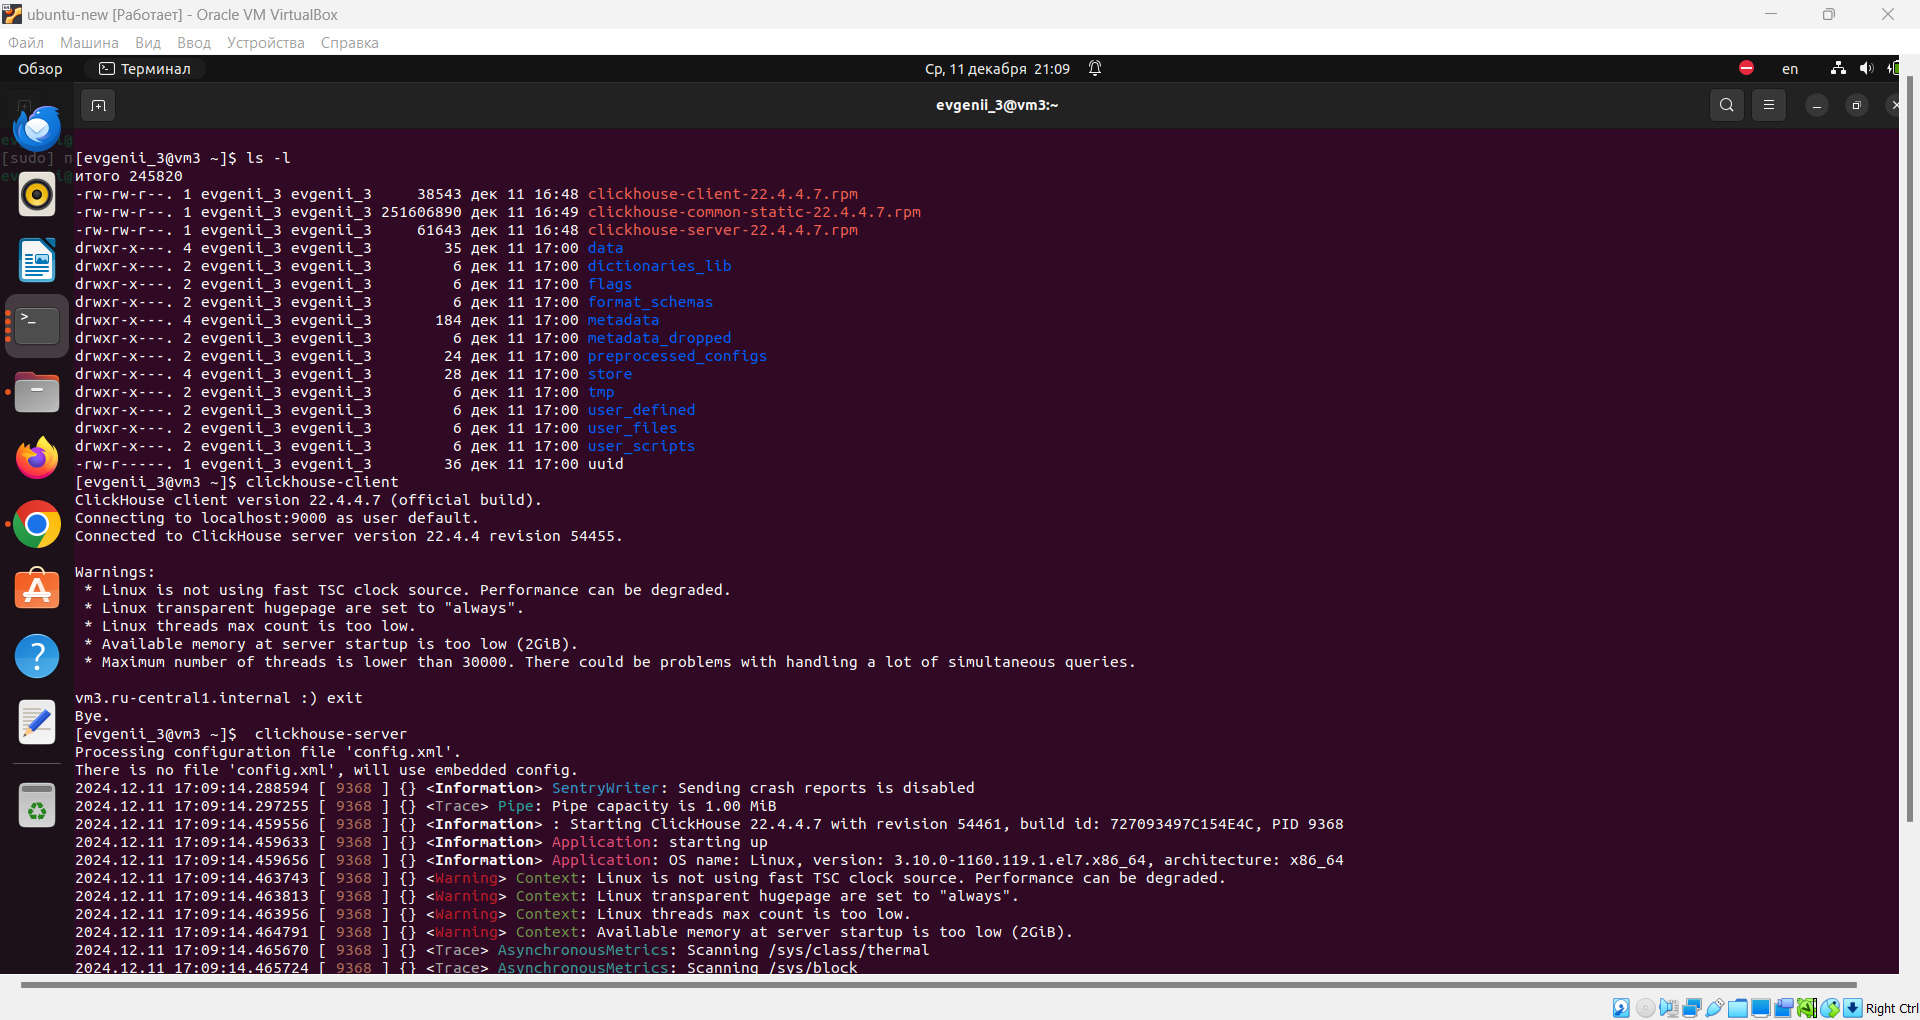 ubuntu-new [Работает] - Oracle VM VirtualBox
Файл Машина Вид Ввод Устройства Справка
Обзор Терминал Ср, 11 декабря 21:09 en
evgenii_3@vm3:~
[evgenii_3@vm3 ~]$ ls -l
итого 245820
-rw-rw-r--. 1 evgenii_3 evgenii_3 38543 дек 11 16:48 clickhouse-client-22.4.4.7.rpm
-rw-rw-r--. 1 evgenii_3 evgenii_3 251606890 дек 11 16:49 clickhouse-common-static-22.4.4.7.rpm
-rw-rw-r--. 1 evgenii_3 evgenii_3 61643 дек 11 16:48 clickhouse-server-22.4.4.7.rpm
drwxr-x---. 4 evgenii_3 evgenii_3 35 дек 11 17:00 data
drwxr-x---. 2 evgenii_3 evgenii_3 6 дек 11 17:00 dictionaries_lib
drwxr-x---. 2 evgenii_3 evgenii_3 6 дек 11 17:00 flags
drwxr-x---. 2 evgenii_3 evgenii_3 6 дек 11 17:00 format_schemas
drwxr-x---. 4 evgenii_3 evgenii_3 184 дек 11 17:00 metadata
drwxr-x---. 2 evgenii_3 evgenii_3 6 дек 11 17:00 metadata_dropped
drwxr-x---. 2 evgenii_3 evgenii_3 24 дек 11 17:00 preprocessed_configs
drwxr-x---. 4 evgenii_3 evgenii_3 28 дек 11 17:00 store
drwxr-x---. 2 evgenii_3 evgenii_3 6 дек 11 17:00 tmp
drwxr-x---. 2 evgenii_3 evgenii_3 6 дек 11 17:00 user_defined
drwxr-x---. 2 evgenii_3 evgenii_3 6 дек 11 17:00 user_files
drwxr-x---. 2 evgenii_3 evgenii_3 6 дек 11 17:00 user_scripts
-rw-r-----. 1 evgenii_3 evgenii_3 36 дек 11 17:00 uuid
[evgenii_3@vm3 ~]$ clickhouse-client
ClickHouse client version 22.4.4.7 (official build).
Connecting to localhost:9000 as user default.
Connected to ClickHouse server version 22.4.4 revision 54455.
Warnings:
* Linux is not using fast TSC clock source. Performance can be degraded.
* Linux transparent hugepage are set to "always".
* Linux threads max count is too low.
* Available memory at server startup is too low (2GiB).
* Maximum number of threads is lower than 30000. There could be problems with handling a lot of simultaneous queries.
vm3.ru-central1.internal :) exit
Bye.
[evgenii_3@vm3 ~]$  clickhouse-server
Processing configuration file 'config.xml'.
There is no file 'config.xml', will use embedded config.
2024.12.11 17:09:14.288594 [ 9368 ] {} <Information> SentryWriter: Sending crash reports is disabled
2024.12.11 17:09:14.297255 [ 9368 ] {} <Trace> Pipe: Pipe capacity is 1.00 MiB
2024.12.11 17:09:14.459556 [ 9368 ] {} <Information> : Starting ClickHouse 22.4.4.7 with revision 54461, build id: 727093497C154E4C, PID 9368
2024.12.11 17:09:14.459633 [ 9368 ] {} <Information> Application: starting up
2024.12.11 17:09:14.459656 [ 9368 ] {} <Information> Application: OS name: Linux, version: 3.10.0-1160.119.1.el7.x86_64, architecture: x86_64
2024.12.11 17:09:14.463743 [ 9368 ] {} <Warning> Context: Linux is not using fast TSC clock source. Performance can be degraded.
2024.12.11 17:09:14.463813 [ 9368 ] {} <Warning> Context: Linux transparent hugepage are set to "always".
2024.12.11 17:09:14.463956 [ 9368 ] {} <Warning> Context: Linux threads max count is too low.
2024.12.11 17:09:14.464791 [ 9368 ] {} <Warning> Context: Available memory at server startup is too low (2GiB).
2024.12.11 17:09:14.465670 [ 9368 ] {} <Trace> AsynchronousMetrics: Scanning /sys/class/thermal
2024.12.11 17:09:14.465724 [ 9368 ] {} <Trace> AsynchronousMetrics: Scanning /sys/block
Right Ctrl